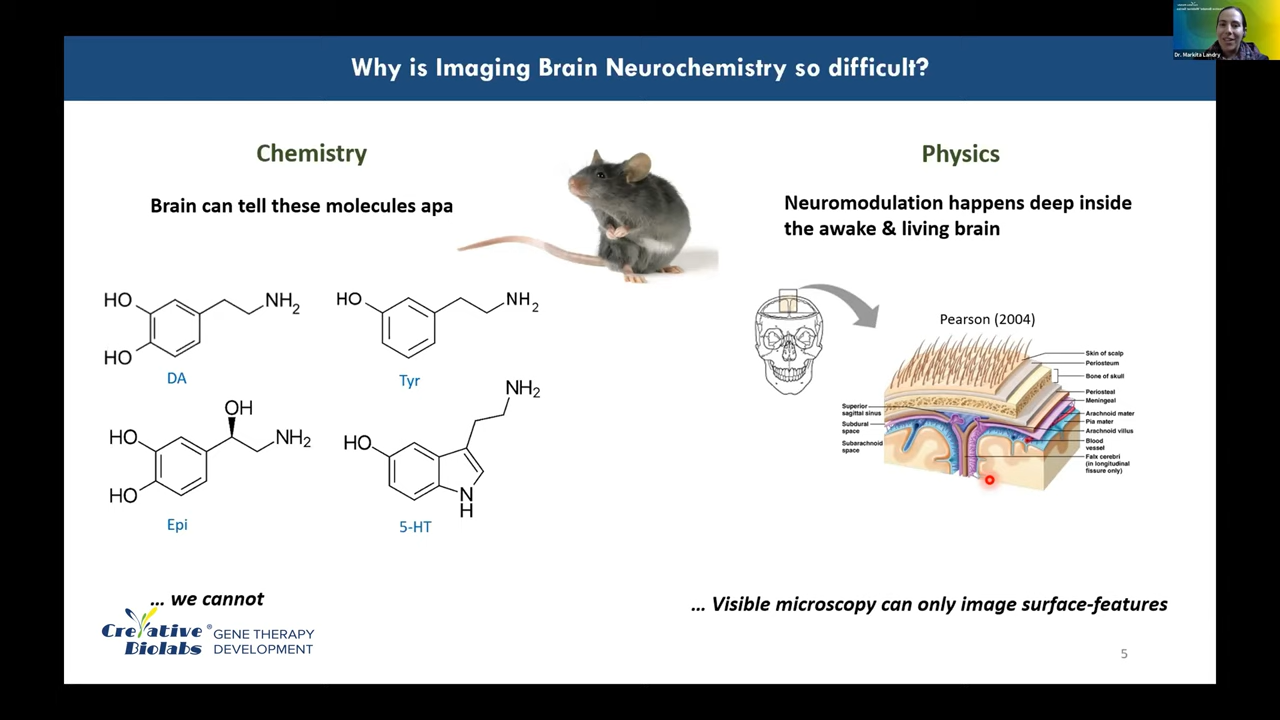 Dr. Markita Landry
Why is Imaging Brain Neurochemistry so difficult?
Chemistry
Brain can tell these molecules apa
HO
NH2
HO
DA
HO
NH2
Tyr
OH
HO
NH2
HO
Epi
NH2
HO
N
H
5-HT
... we cannot
Physics
Neuromodulation happens deep inside
the awake & living brain
Pearson (2004)
Skin of scalp
Periosteum
Bone of skull
Periosteal
Meningeal
Arachnoid mater
Pia mater
Arachnoid villus
Blood
vessel
Falx cerebri
(in longitudinal
fissure only)
Superior
sagittal sinus
Subdural
space
Subarachnoid
space
... Visible microscopy can only image surface-features
Creative ®
Biolabs
GENE THERAPY
DEVELOPMENT
5